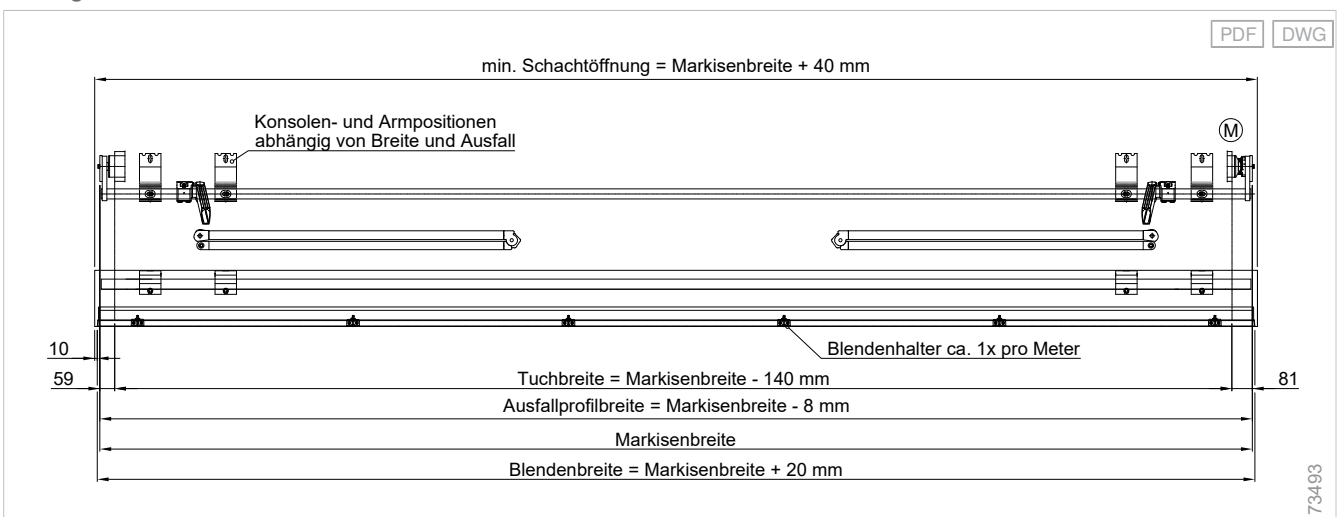 PDF DWG
min. Schachtöffnung = Markisenbreite + 40 mm
Konsolen- und Armpositionen
abhängig von Breite und Ausfall
M
Blendenhalter ca. 1x pro Meter
10
59
Tuchbreite = Markisenbreite - 140 mm
81
Ausfallprofilbreite = Markisenbreite - 8 mm
Markisenbreite
Blendenbreite = Markisenbreite + 20 mm
73493